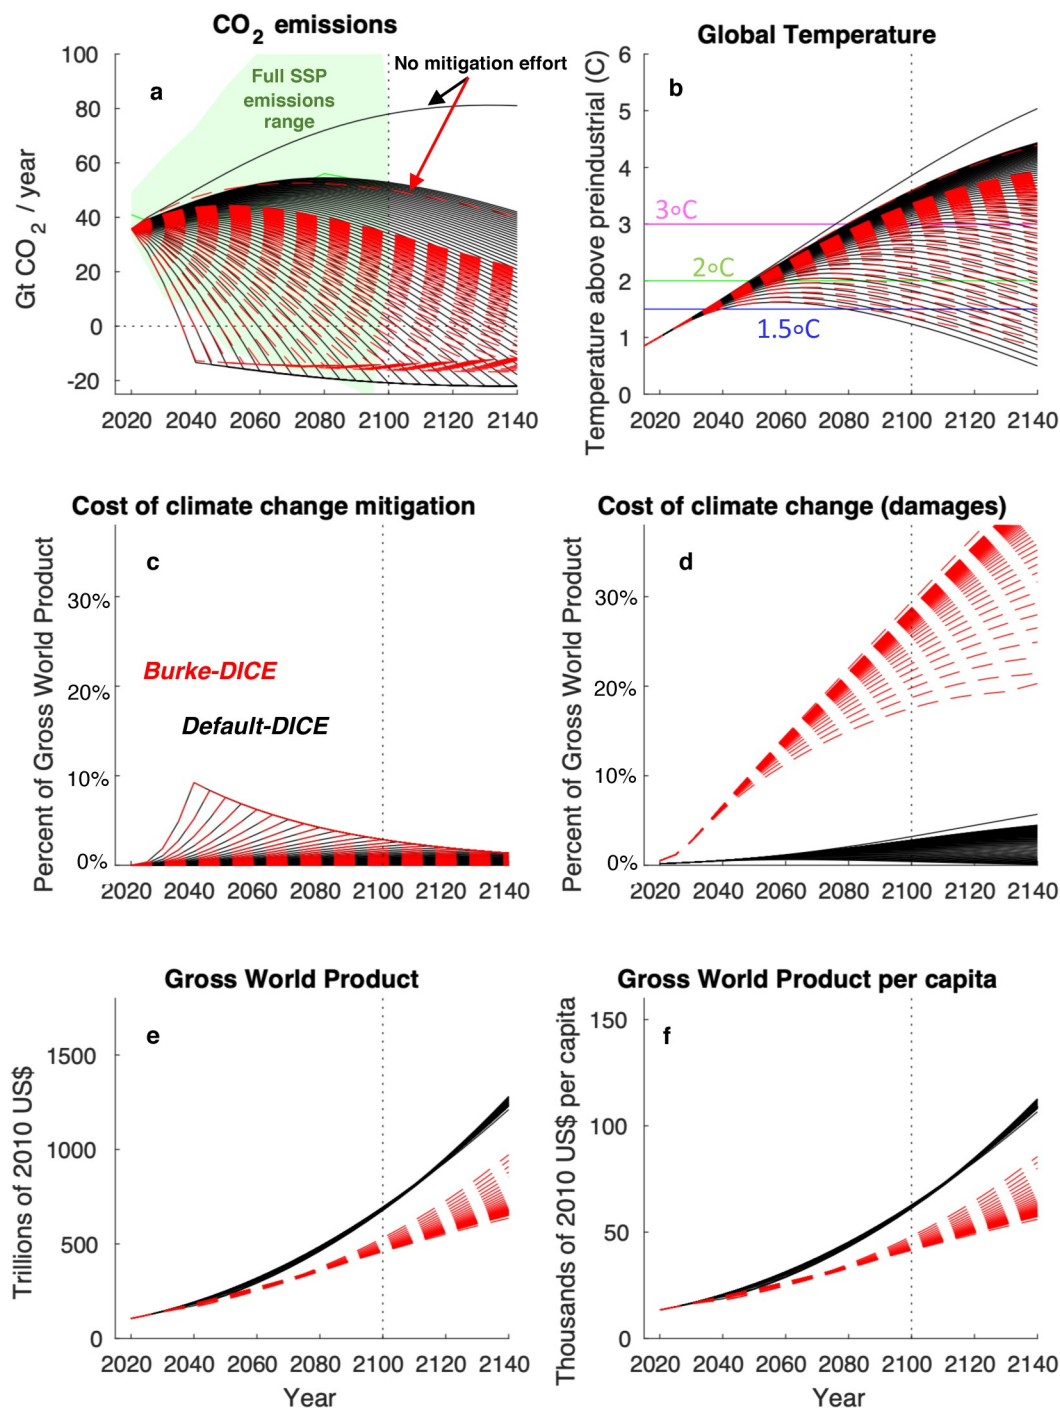 CO2 emissions
Gt CO2 / year
100
80
60
40
20
0
-20
a
Full SSP
emissions
range
No mitigation effort
2020 2040 2060 2080 2100 2120 2140
Global Temperature
Temperature above preindustrial (C)
6
5
4
3
2
1
0
b
3∘C
2∘C
1.5∘C
2020 2040 2060 2080 2100 2120 2140
Cost of climate change mitigation
Percent of Gross World Product
30%
20%
10%
0%
c
Burke-DICE
Default-DICE
2020 2040 2060 2080 2100 2120 2140
Cost of climate change (damages)
Percent of Gross World Product
30%
20%
10%
0%
d
2020 2040 2060 2080 2100 2120 2140
Gross World Product
Trillions of 2010 US$
1500
1000
500
0
e
2020 2040 2060 2080 2100 2120 2140
Year
Gross World Product per capita
Thousands of 2010 US$ per capita
150
100
50
0
f
2020 2040 2060 2080 2100 2120 2140
Year